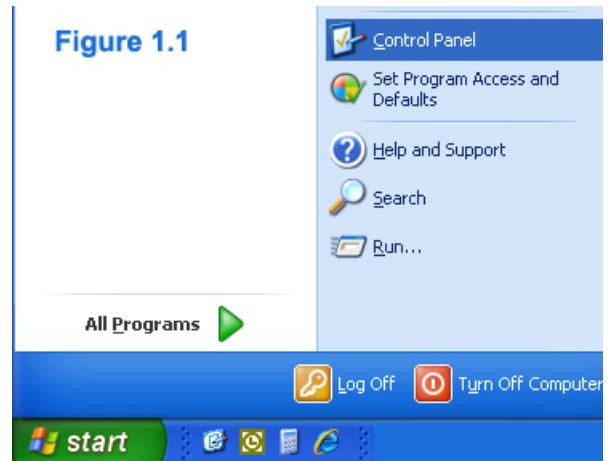 Figure 1.1
Control Panel
Set Program Access and
Defaults
Help and Support
Search
Run...
All Programs
Log Off
Turn Off Computer
start